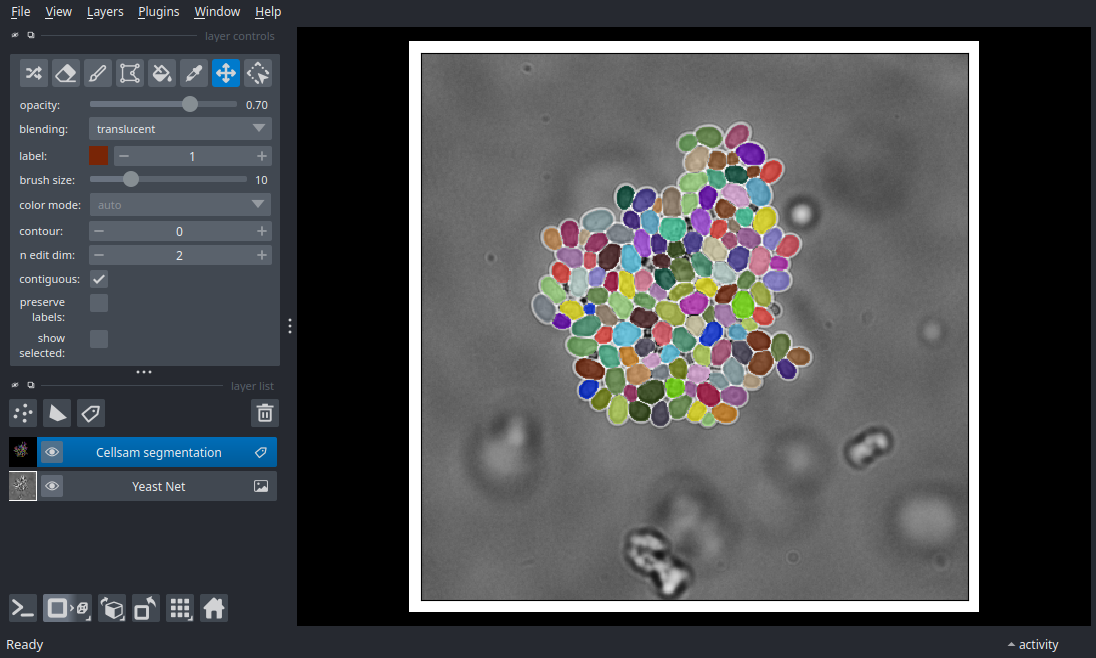 File View Layers Plugins Window Help
layer controls
opacity: 0.70
blending: translucent
label: 1
brush size: 10
color mode: auto
contour: 0
n edit dim: 2
contiguous:
preserve
labels:
show
selected:
layer list
Cellsam segmentation
Yeast Net
Ready
activity